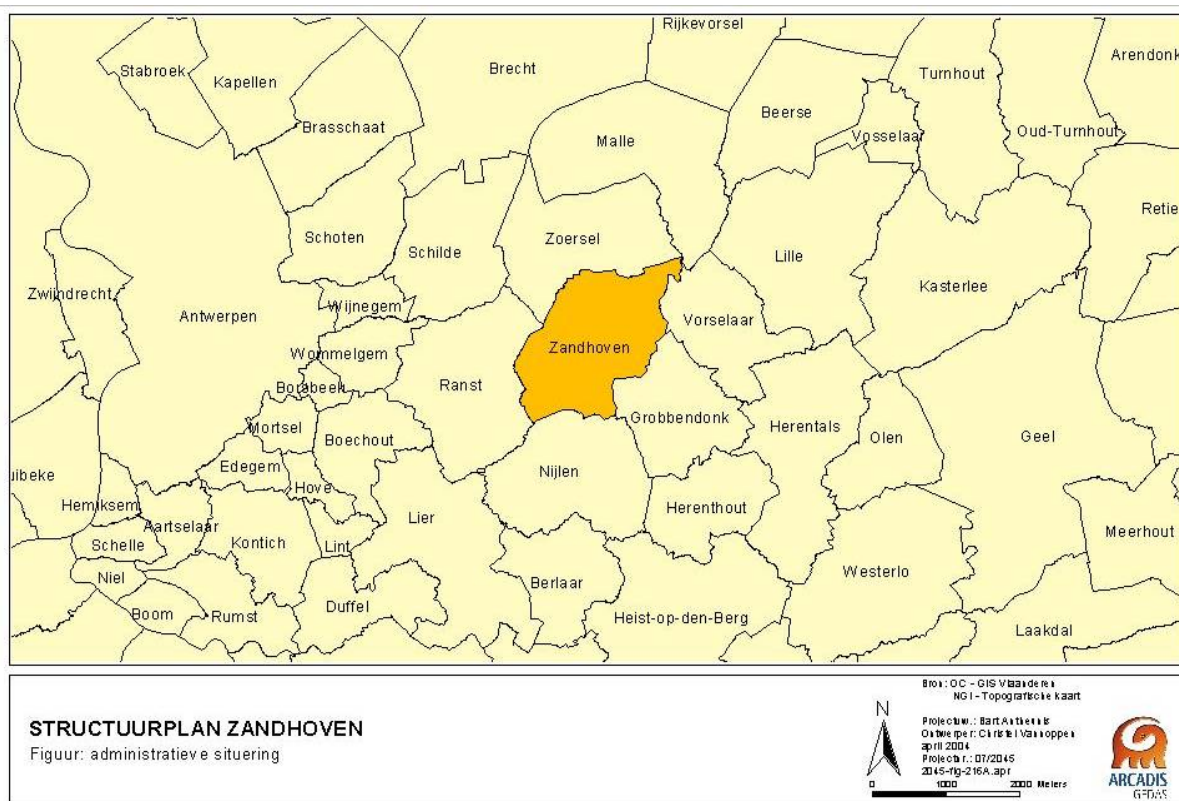 Rijkevorsel
Stabroek
Kapellen
Brecht
Turnhout
Arendonk
Brasschaat
Beerse
Malle
Vosselaar
Oud-Turnhout
Retie
Schoten
Schilde
Zoersel
Lille
Kasterlee
Zwijndrecht
Antwerpen
Wijnegem
Vorselaar
Wommelgem
Zandhoven
Ranst
Borsbeek
Grobbendonk
Mortsel
Boechout
Herentals
Olen
Geel
Edegem
Nijlen
uibeke
Hove
Hemiksem
Lier
Herenthout
Aartselaar
Schelle
Kontich
Lint
Meerhout
Niel
Berlaar
Westerlo
Boom
Rumst
Duffel
Heist-op-den-Berg
Laakdal
STRUCTUURPLAN ZANDHOVEN
Figuur: administratieve situering
N
0 1000 2000 Meters
Bron: OC - GIS Vlaanderen
NGI - Topografische kaart
Projectuw.: Bart Antheunis
Ontwerper: Christel Vannoppen
april 2004
Projectnr.: 07/2045
2045-fig-216A.apr
ARCADIS
GEDAS